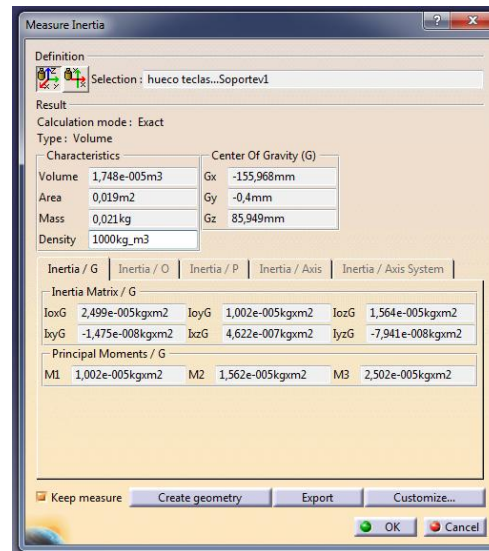 Measure Inertia
Definition
Selection : hueco teclas...Soportev1
Result
Calculation mode : Exact
Type : Volume
Characteristics Center Of Gravity (G)
Volume 1,748e-005m3 Gx -155,968mm
Area 0,019m2 Gy -0,4mm
Mass 0,021kg Gz 85,949mm
Density 1000kg_m3
Inertia / G Inertia / O Inertia / P Inertia / Axis Inertia / Axis System
Inertia Matrix / G
IoxG 2,499e-005kgxm2 IoyG 1,002e-005kgxm2 IozG 1,564e-005kgxm2
IxyG -1,475e-008kgxm2 IxzG 4,622e-007kgxm2 IyzG -7,941e-008kgxm2
Principal Moments / G
M1 1,002e-005kgxm2 M2 1,562e-005kgxm2 M3 2,502e-005kgxm2
Keep measure Create geometry Export Customize...
OK Cancel